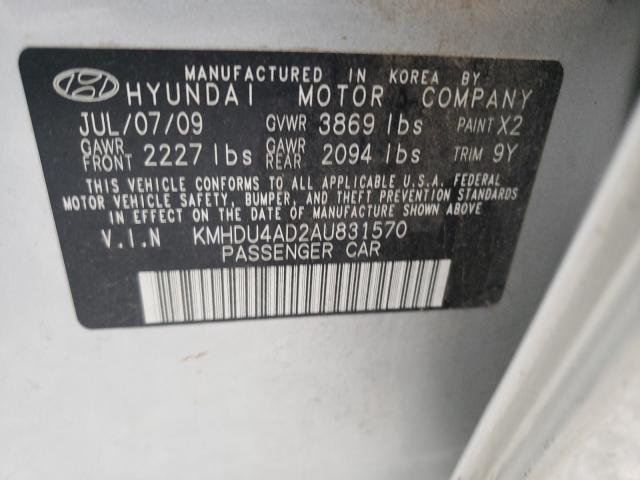 MANUFACTURED IN KOREA BY
HYUNDAI MOTOR COMPANY
JUL/07/09 GVWR 3869 lbs PAINT X2
GAWR FRONT 2227 lbs GAWR REAR 2094 lbs TRIM 9Y
THIS VEHICLE CONFORMS TO ALL APPLICABLE U.S.A. FEDERAL
MOTOR VEHICLE SAFETY, BUMPER, AND THEFT PREVENTION STANDARDS
IN EFFECT ON THE DATE OF MANUFACTURE SHOWN ABOVE
V.I.N KMHDU4AD2AU831570
PASSENGER CAR